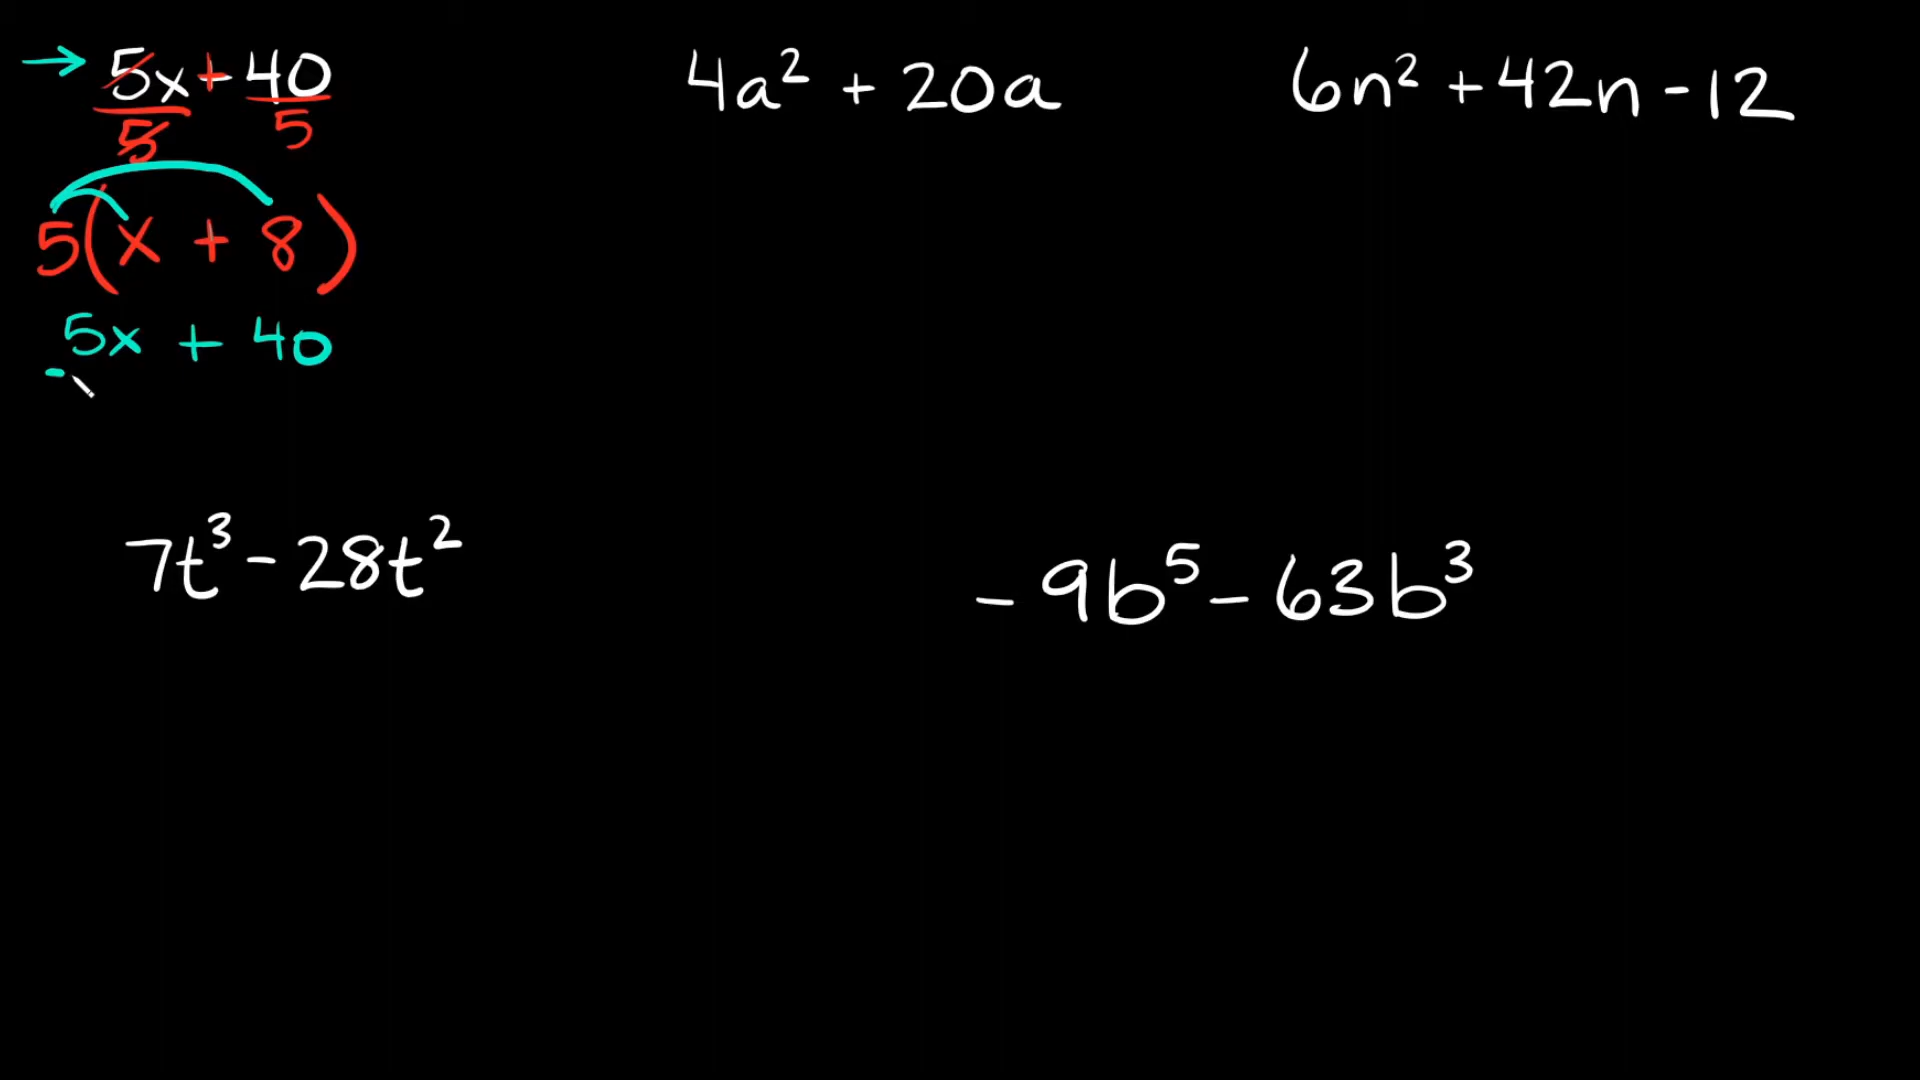 → 5x + 40
5 5
5(x + 8)
5x + 40
4a² + 20a
6n² + 42n - 12
7t³ - 28t²
- 9b⁵ - 63b³